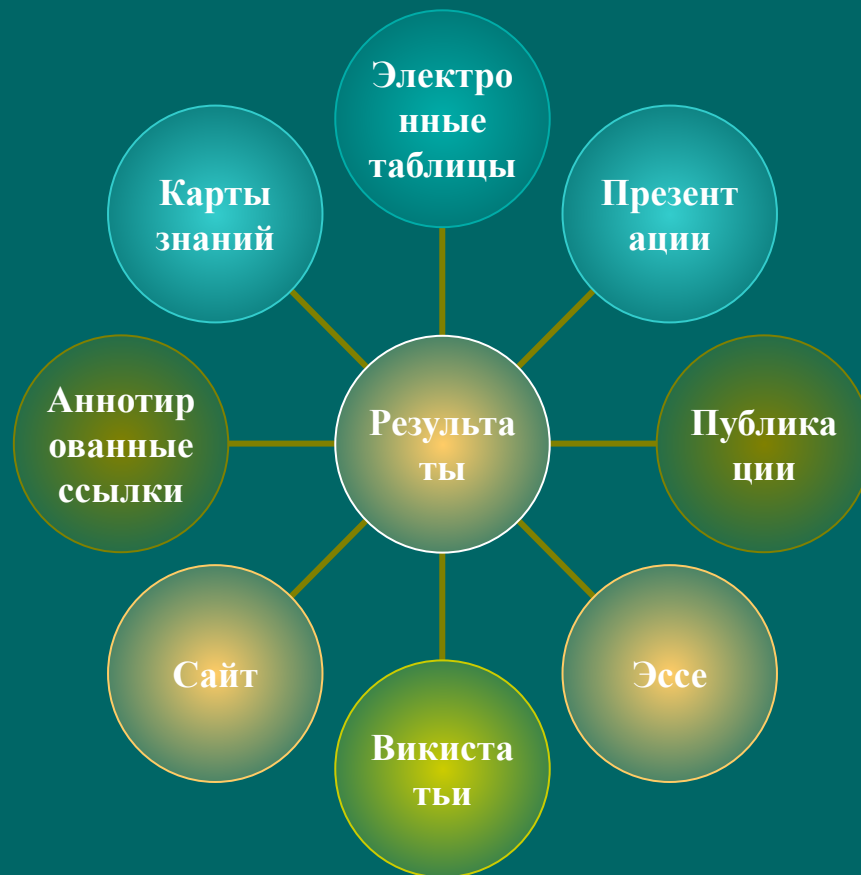 Электро
нные
таблицы
Карты
знаний
Презент
ации
Аннотир
ованные
ссылки
Результа
ты
Публика
ции
Сайт
Эссе
Викиста
тьи